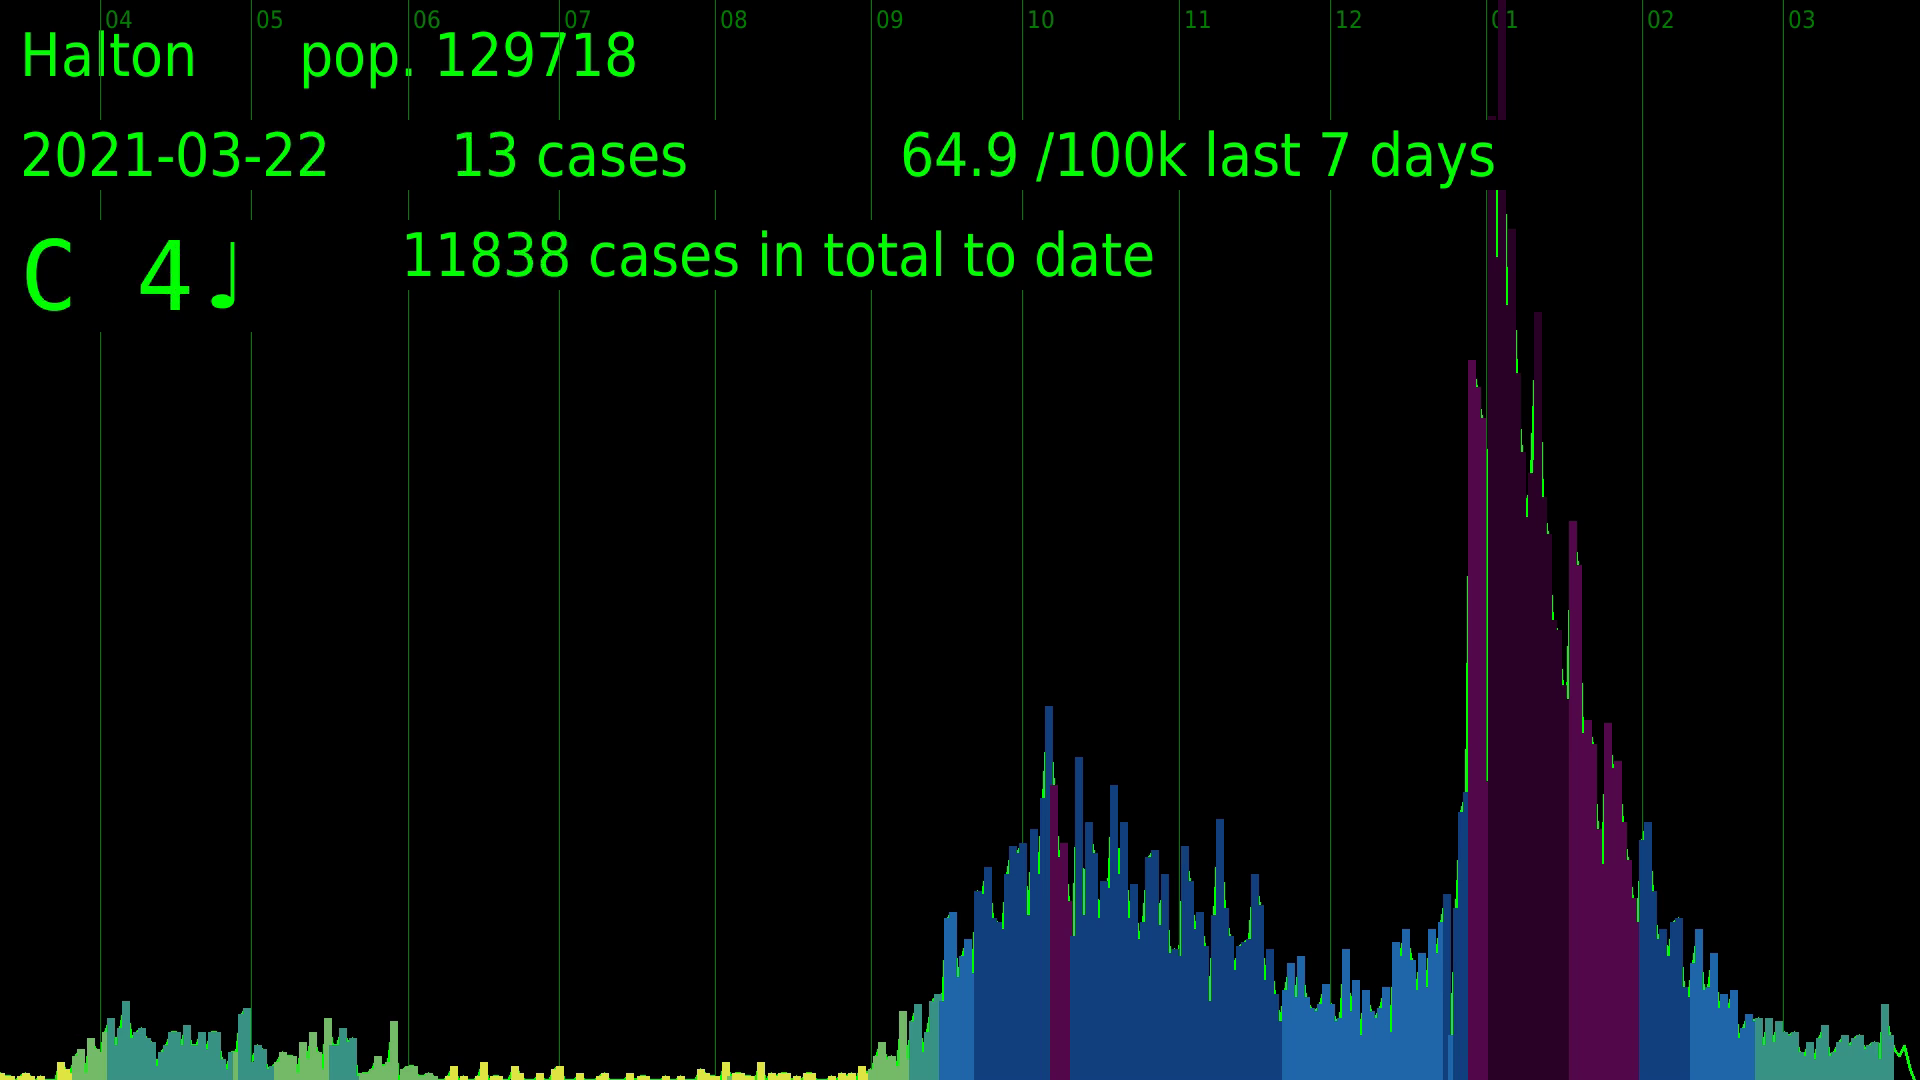 04 05 06 07 08 09 10 11 12 01 02 03
Halton pop. 129718
2021-03-22 13 cases 64.9 /100k last 7 days
C 4♩ 11838 cases in total to date